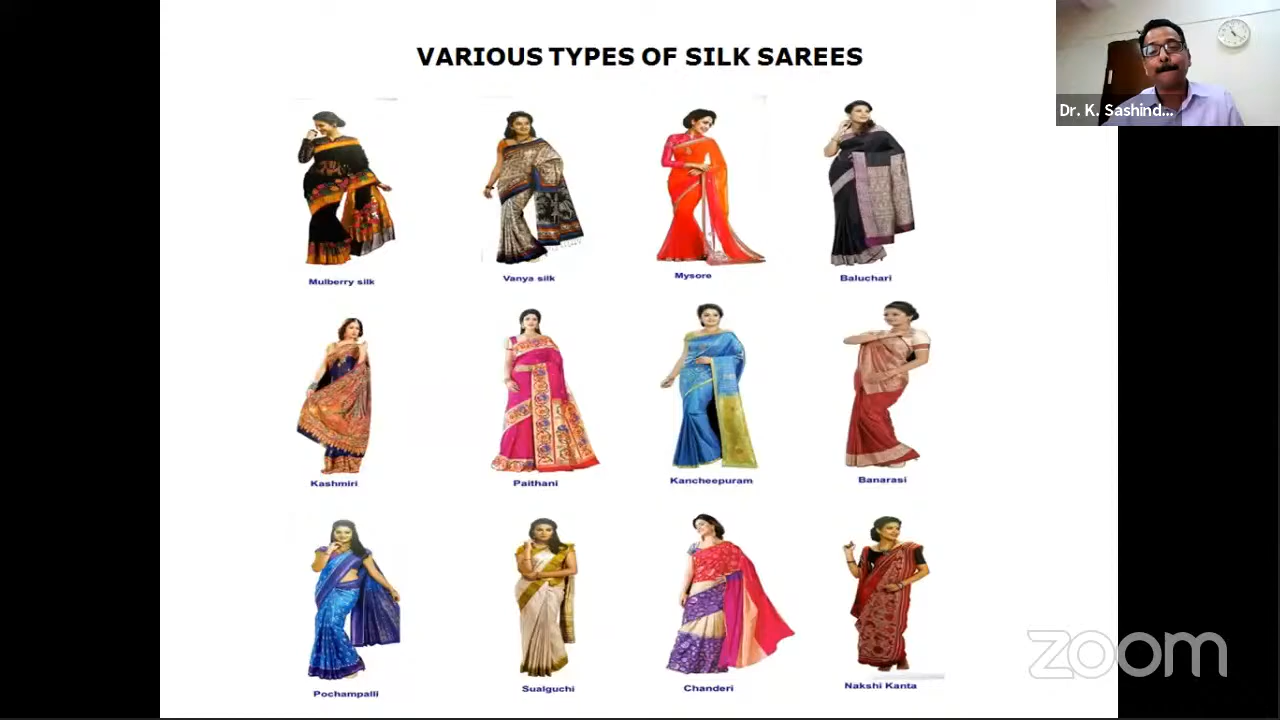 VARIOUS TYPES OF SILK SAREES
Dr. K. Sashind...
Mulberry silk
Vanya silk
Mysore
Baluchari
Kashmiri
Paithani
Kancheepuram
Banarasi
Pochampalli
Sualguchi
Chanderi
Nakshi Kanta
zoom